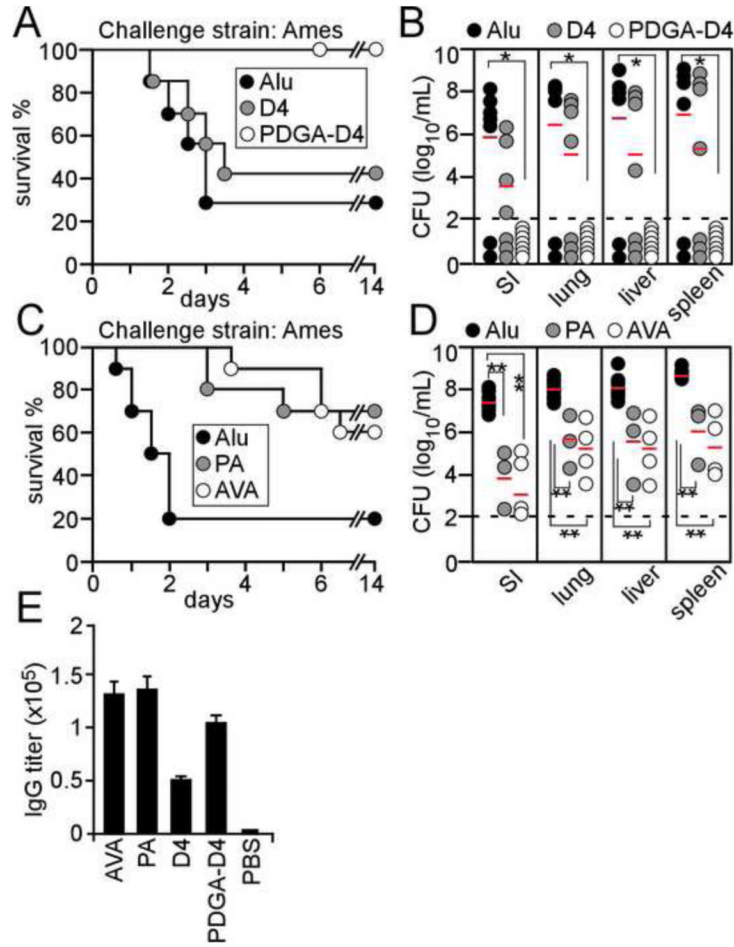 A
Challenge strain: Ames
survival %
100
80
60
40
20
0
Alu
D4
PDGA-D4
0
2
4
6
14
days
B
Alu D4 PDGA-D4
CFU (log10/mL)
10
8
6
4
2
0
* * * *
SI
lung
liver
spleen
C
Challenge strain: Ames
survival %
100
80
60
40
20
0
Alu
PA
AVA
0
2
4
6
14
days
D
Alu PA AVA
CFU (log10/mL)
10
8
6
4
2
0
** **
** ** **
** ** **
SI
lung
liver
spleen
E
IgG titer (x10⁵)
2
1.5
1
0.5
0
AVA
PA
D4
PDGA-D4
PBS